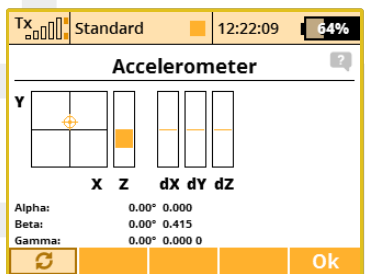 Tx Standard 12:22:09 64%
Accelerometer ?
Y
X Z dX dY dZ
Alpha: 0.00° 0.000
Beta: 0.00° 0.415
Gamma: 0.00° 0.000 0
Ok